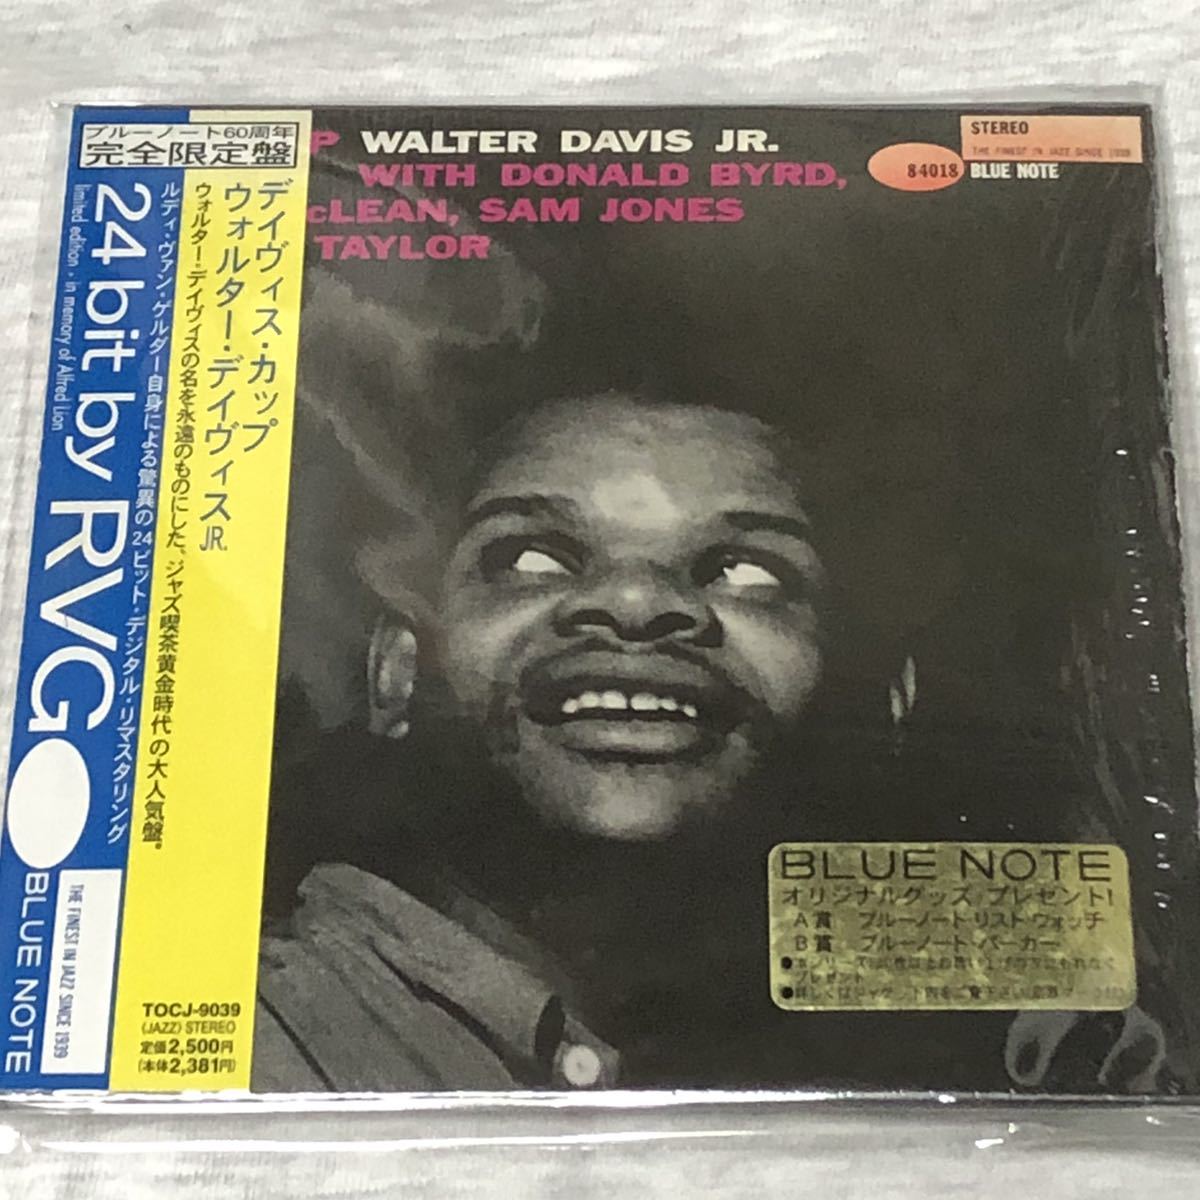 ブルーノート60周年
完全限定盤
デイヴィス・カップ
ウォルター・デイヴィス JR.
ウォルター・デイヴィスの名を永遠のものにした、ジャズ喫茶黄金時代の大人気盤。
ルディ・ヴァン・ゲルダー自身による驚異の24ビット・デジタル・リマスタリング
24 bit by RVG
limited edition - in memory of Alfred Lion
BLUE NOTE
THE FINEST IN JAZZ SINCE 1939
TOCJ-9039
(JAZZ) STEREO
定価2,500円
(本体2,381円)
P WALTER DAVIS JR.
WITH DONALD BYRD,
cLEAN, SAM JONES
TAYLOR
STEREO
THE FINEST IN JAZZ SINCE 1939
84018 BLUE NOTE
BLUE NOTE
オリジナルグッズ プレゼント!
A賞 ブルーノート・リスト・ウォッチ
B賞 ブルーノート・パーカー
プレゼント